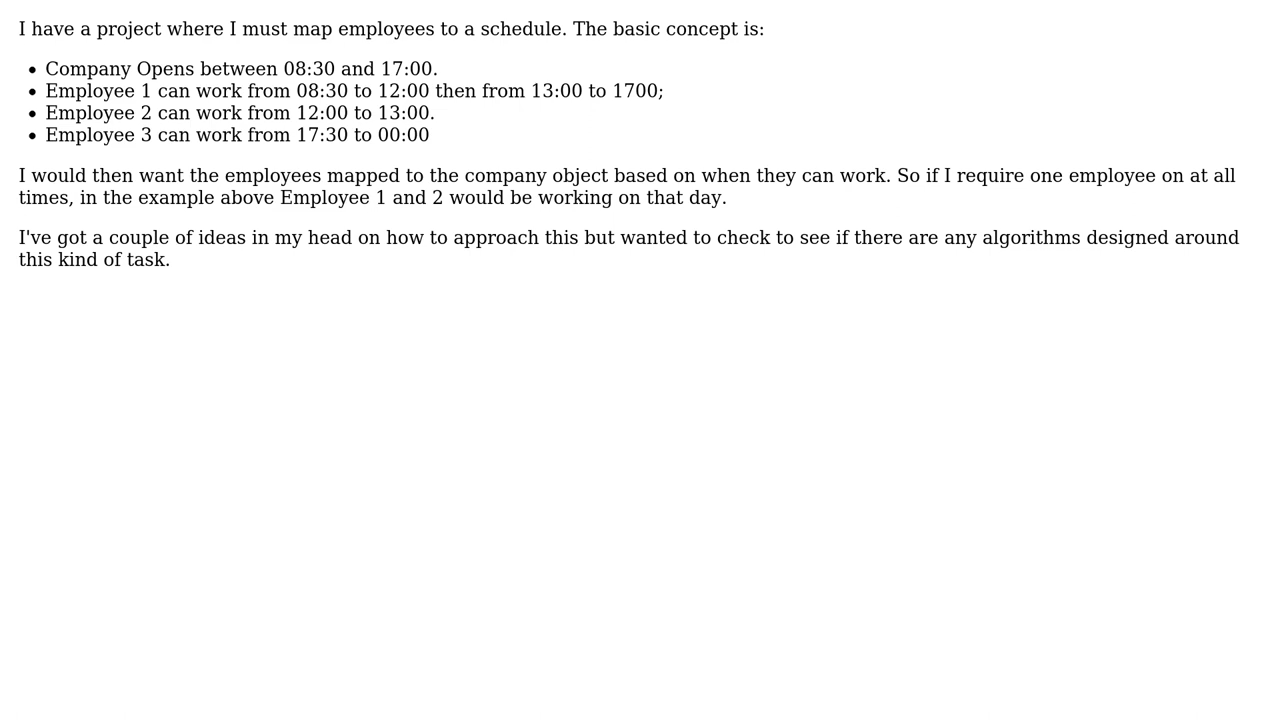 I have a project where I must map employees to a schedule. The basic concept is:
• Company Opens between 08:30 and 17:00.
• Employee 1 can work from 08:30 to 12:00 then from 13:00 to 1700;
• Employee 2 can work from 12:00 to 13:00.
• Employee 3 can work from 17:30 to 00:00
I would then want the employees mapped to the company object based on when they can work. So if I require one employee on at all
times, in the example above Employee 1 and 2 would be working on that day.
I've got a couple of ideas in my head on how to approach this but wanted to check to see if there are any algorithms designed around
this kind of task.